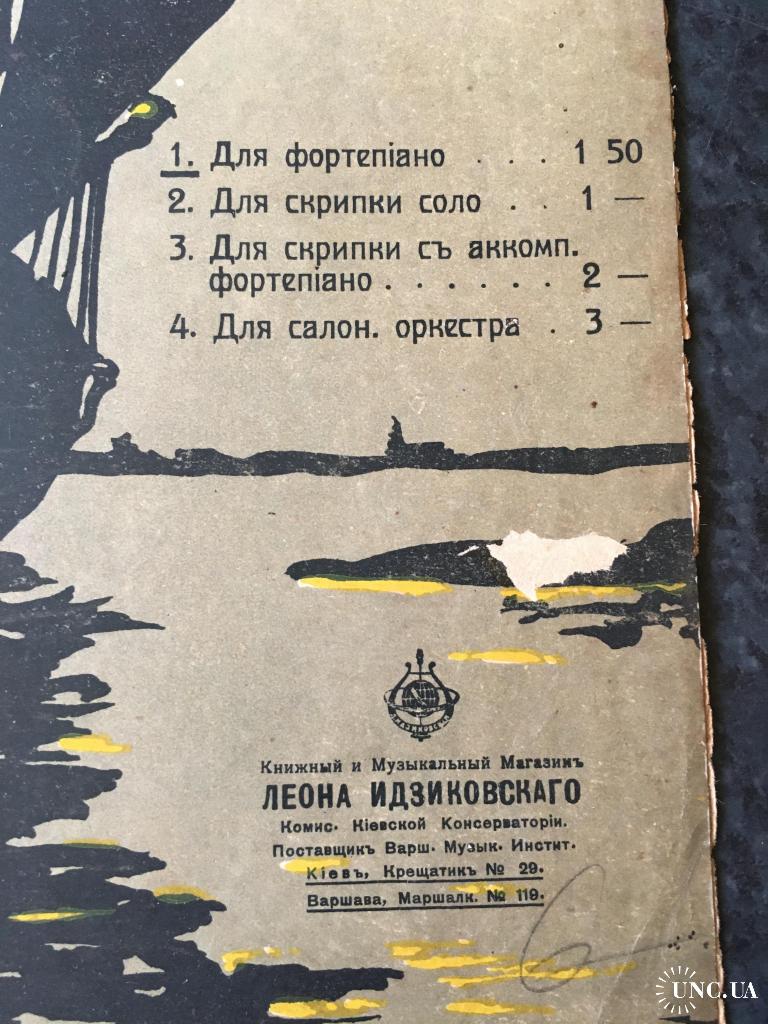 1. Для фортепіано . . . 1 50
2. Для скрипки соло . . 1 —
3. Для скрипки съ аккомп.
фортепіано . . . . . . 2 —
4. Для салон. оркестра . 3 —
Книжный и Музыкальный Магазинъ
ЛЕОНА ИДЗИКОВСКАГО
Комис. Кіевской Консерваторіи.
Поставщикъ Варш. Музык. Инстит.
Кіевъ, Крещатикъ № 29.
Варшава, Маршалк. № 119.
UNC.UA